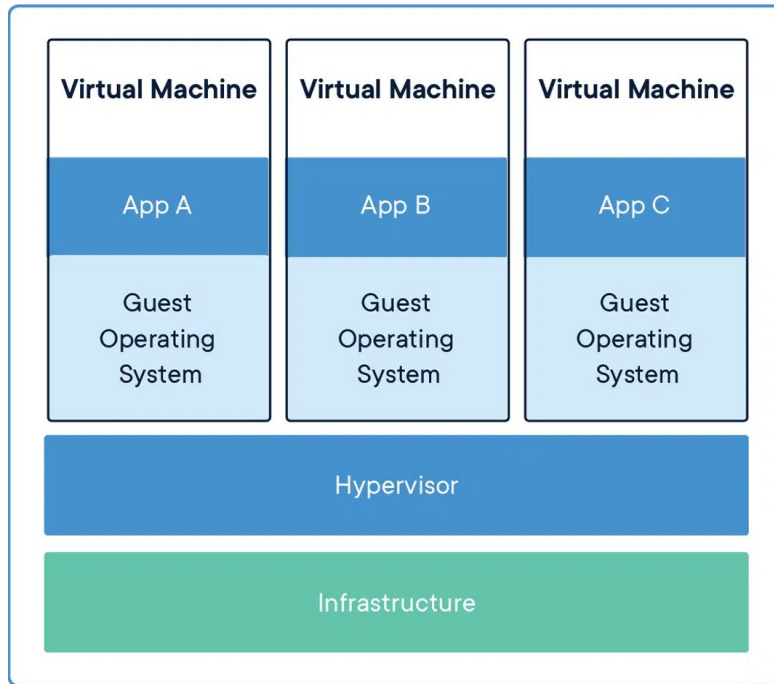 Virtual Machine
Virtual Machine
Virtual Machine
App A
App B
App C
Guest
Operating
System
Guest
Operating
System
Guest
Operating
System
Hypervisor
Infrastructure